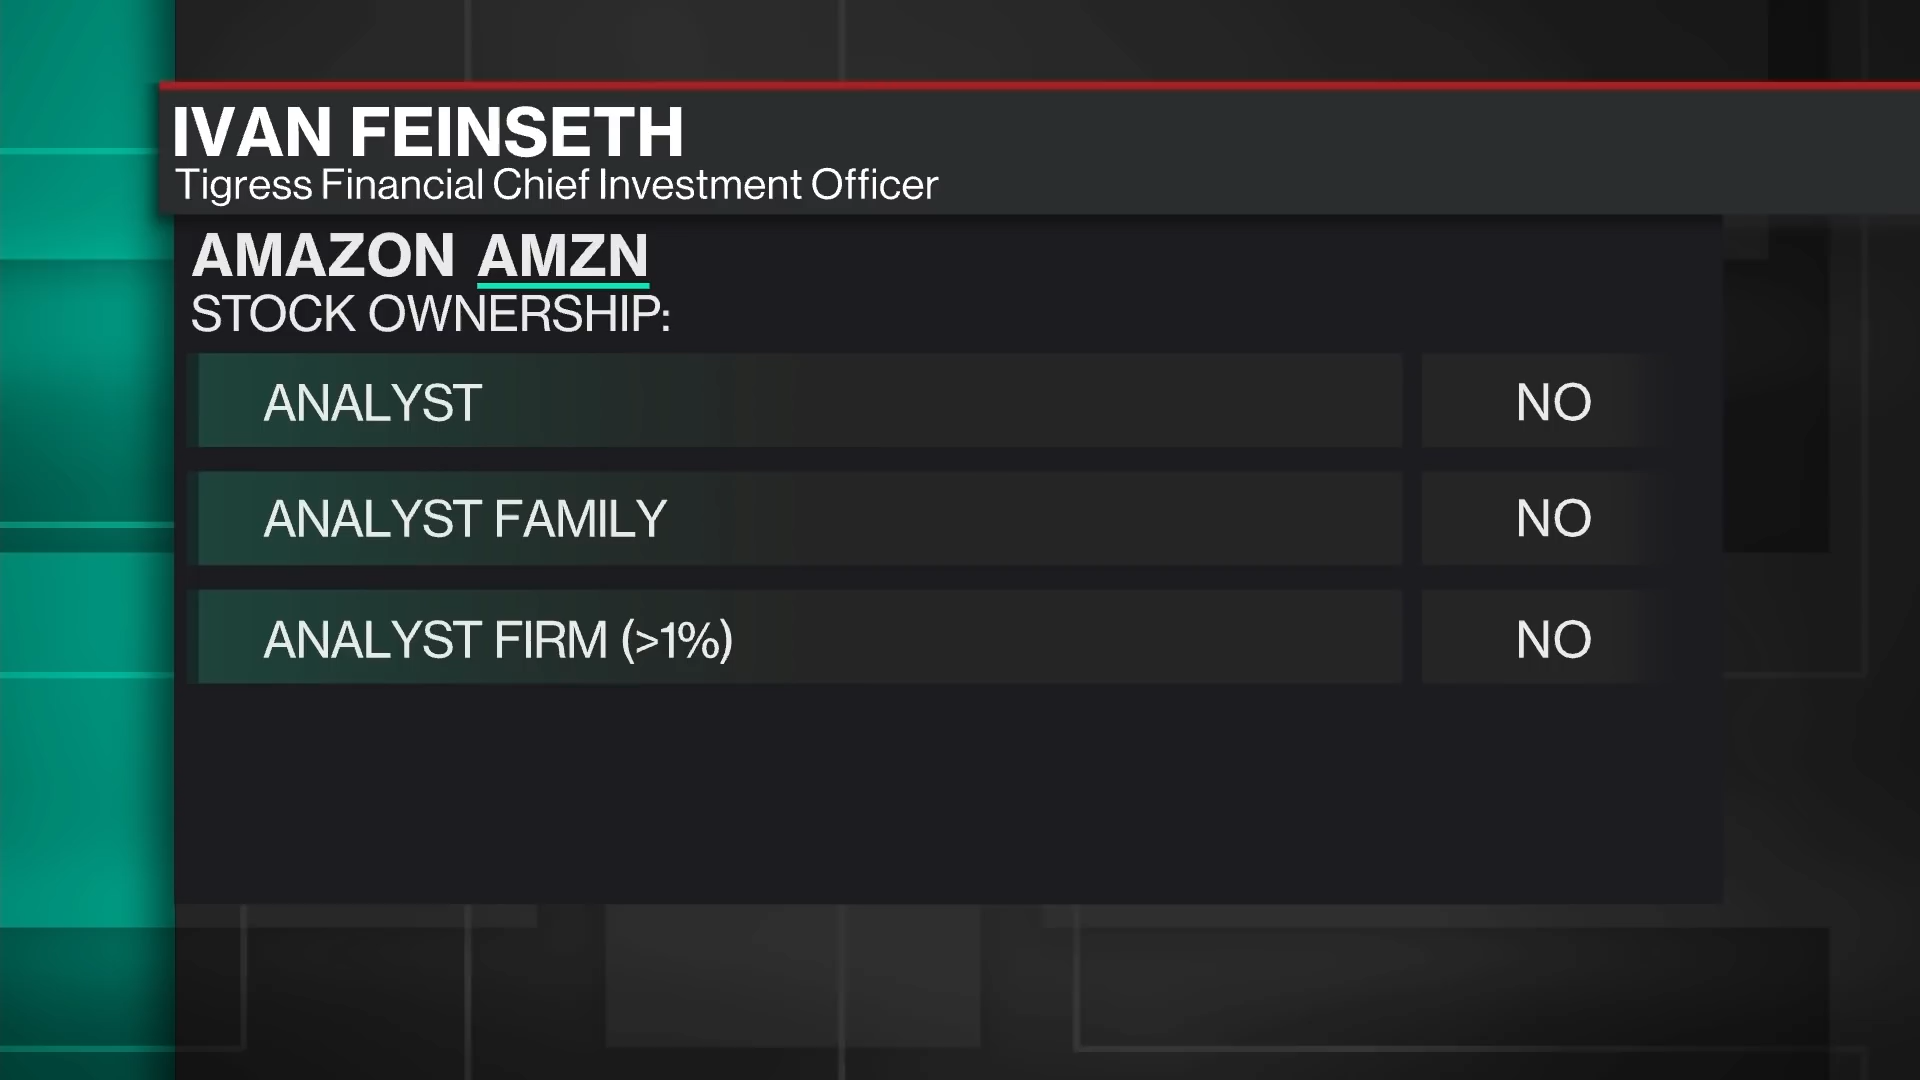 IVAN FEINSETH
Tigress Financial Chief Investment Officer
AMAZON AMZN
STOCK OWNERSHIP:
ANALYST NO
ANALYST FAMILY NO
ANALYST FIRM (>1%) NO